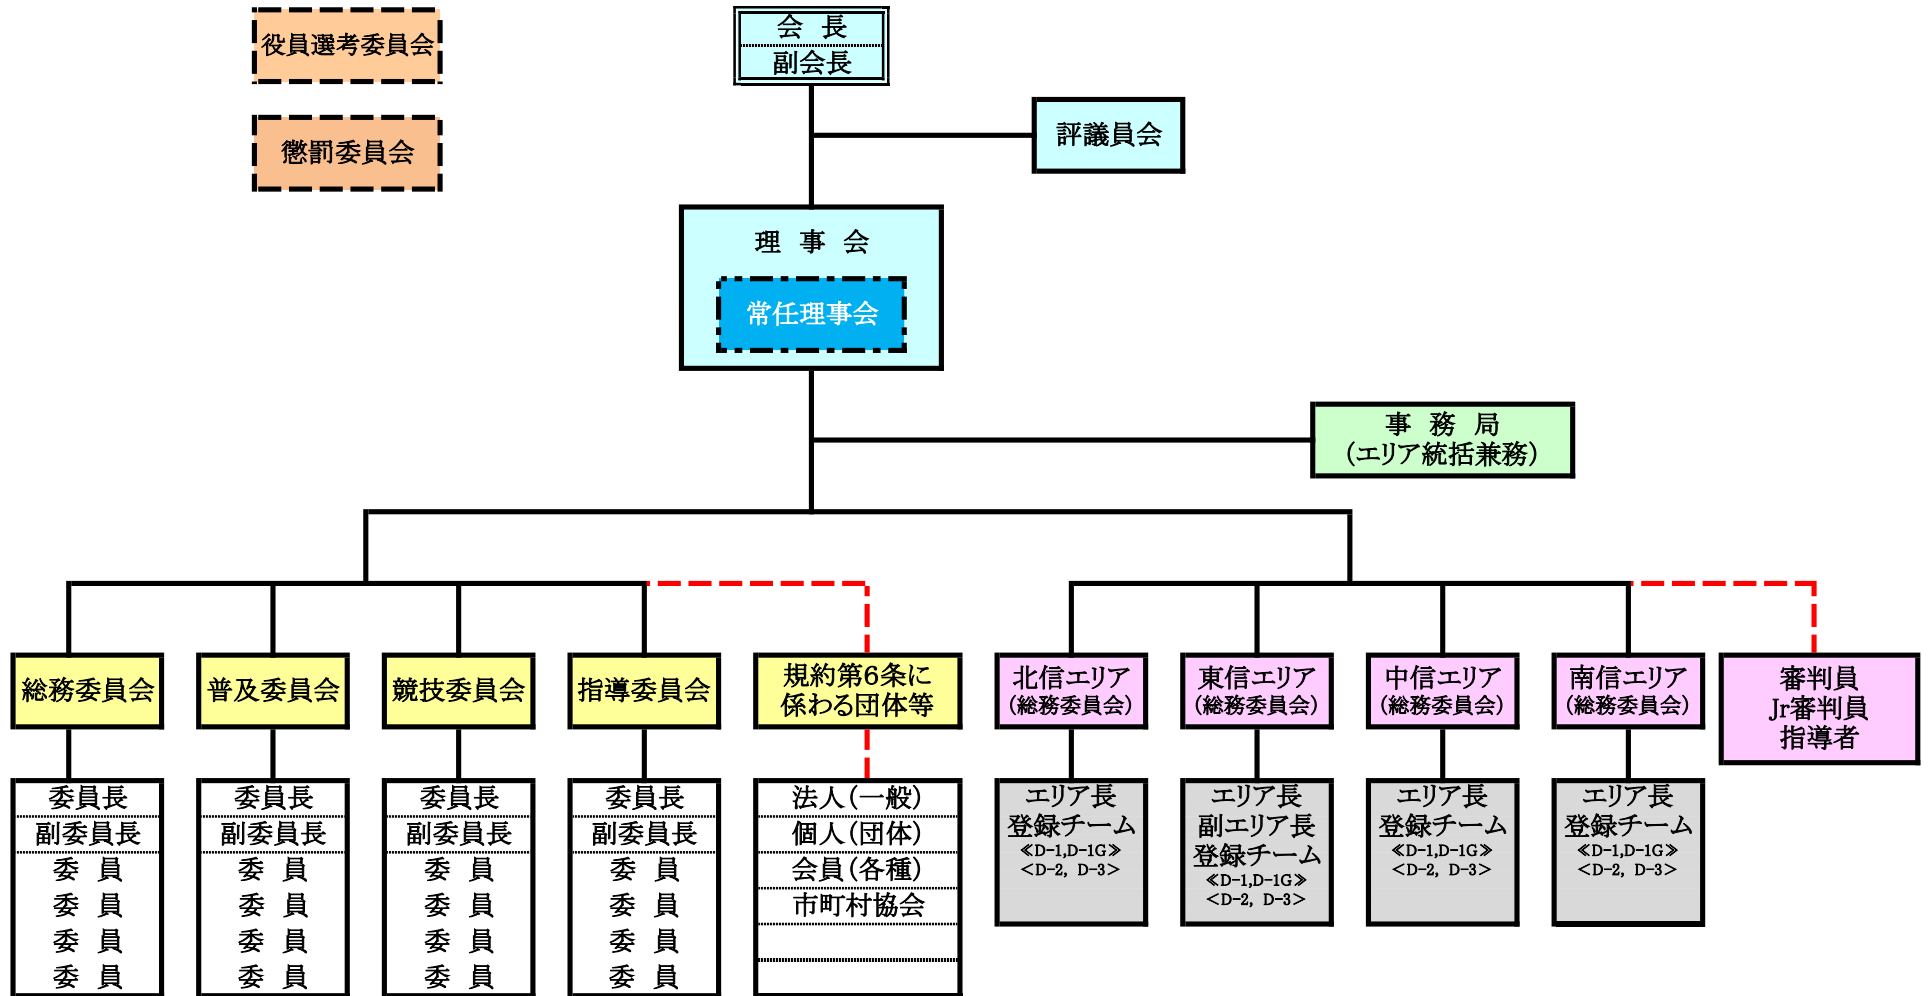 役員選考委員会
会 長
副会長
懲罰委員会
評議員会
理 事 会
常任理事会
事 務 局
(エリア統括兼務)
総務委員会
委員長
副委員長
委 員
委 員
委 員
委 員
普及委員会
委員長
副委員長
委 員
委 員
委 員
委 員
競技委員会
委員長
副委員長
委 員
委 員
委 員
委 員
指導委員会
委員長
副委員長
委 員
委 員
委 員
委 員
規約第6条に
係わる団体等
法人(一般)
個人(団体)
会員(各種)
市町村協会
北信エリア
(総務委員会)
エリア長
登録チーム
≪D-1,D-1G≫
<D-2, D-3>
東信エリア
(総務委員会)
エリア長
副エリア長
登録チーム
≪D-1,D-1G≫
<D-2, D-3>
中信エリア
(総務委員会)
エリア長
登録チーム
≪D-1,D-1G≫
<D-2, D-3>
南信エリア
(総務委員会)
エリア長
登録チーム
≪D-1,D-1G≫
<D-2, D-3>
審判員
Jr審判員
指導者